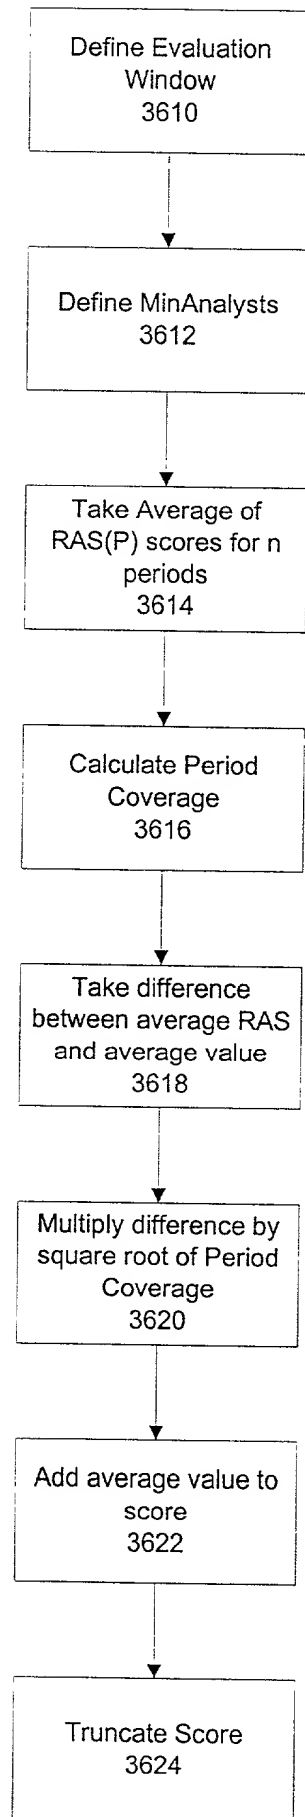 Define Evaluation
Window
3610
Define MinAnalysts
3612
Take Average of
RAS(P) scores for n
periods
3614
Calculate Period
Coverage
3616
Take difference
between average RAS
and average value
3618
Multiply difference by
square root of Period
Coverage
3620
Add average value to
score
3622
Truncate Score
3624